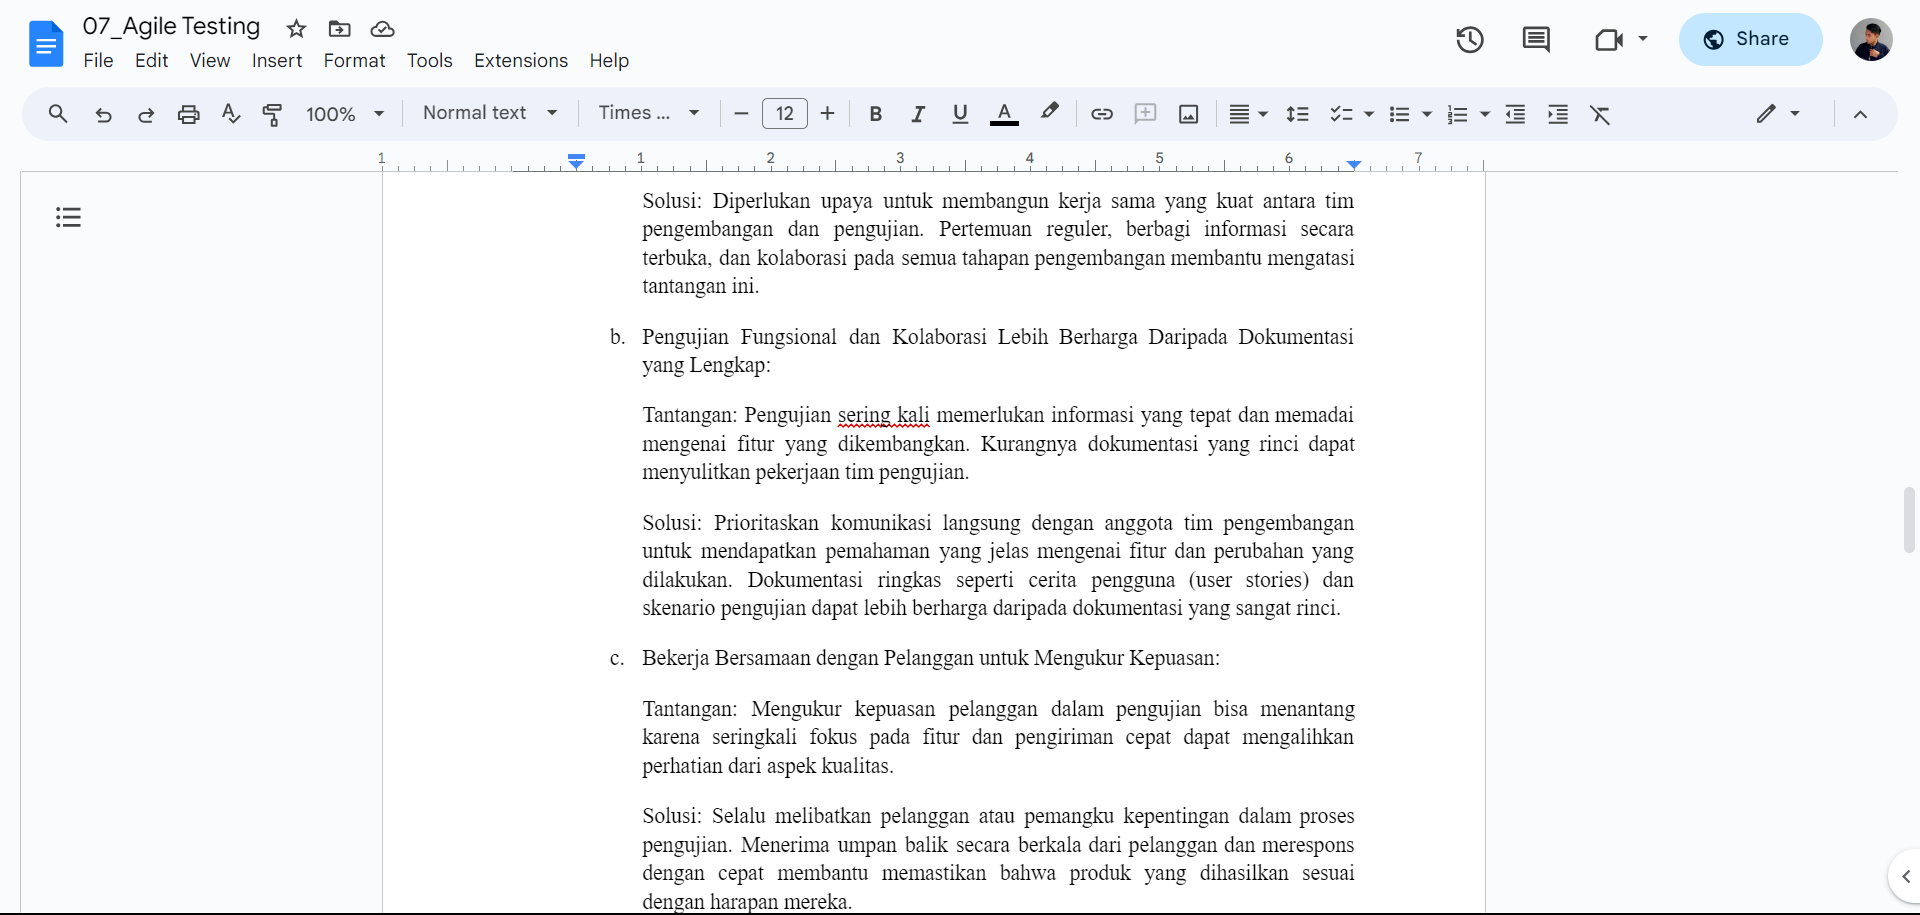 07_Agile Testing
File Edit View Insert Format Tools Extensions Help
Share
100% Normal text Times ... 12 B I U A
1 1 2 3 4 5 6 7
Solusi: Diperlukan upaya untuk membangun kerja sama yang kuat antara tim
pengembangan dan pengujian. Pertemuan reguler, berbagi informasi secara
terbuka, dan kolaborasi pada semua tahapan pengembangan membantu mengatasi
tantangan ini.
b. Pengujian Fungsional dan Kolaborasi Lebih Berharga Daripada Dokumentasi
yang Lengkap:
Tantangan: Pengujian sering kali memerlukan informasi yang tepat dan memadai
mengenai fitur yang dikembangkan. Kurangnya dokumentasi yang rinci dapat
menyulitkan pekerjaan tim pengujian.
Solusi: Prioritaskan komunikasi langsung dengan anggota tim pengembangan
untuk mendapatkan pemahaman yang jelas mengenai fitur dan perubahan yang
dilakukan. Dokumentasi ringkas seperti cerita pengguna (user stories) dan
skenario pengujian dapat lebih berharga daripada dokumentasi yang sangat rinci.
c. Bekerja Bersamaan dengan Pelanggan untuk Mengukur Kepuasan:
Tantangan: Mengukur kepuasan pelanggan dalam pengujian bisa menantang
karena seringkali fokus pada fitur dan pengiriman cepat dapat mengalihkan
perhatian dari aspek kualitas.
Solusi: Selalu melibatkan pelanggan atau pemangku kepentingan dalam proses
pengujian. Menerima umpan balik secara berkala dari pelanggan dan merespons
dengan cepat membantu memastikan bahwa produk yang dihasilkan sesuai
dengan harapan mereka.